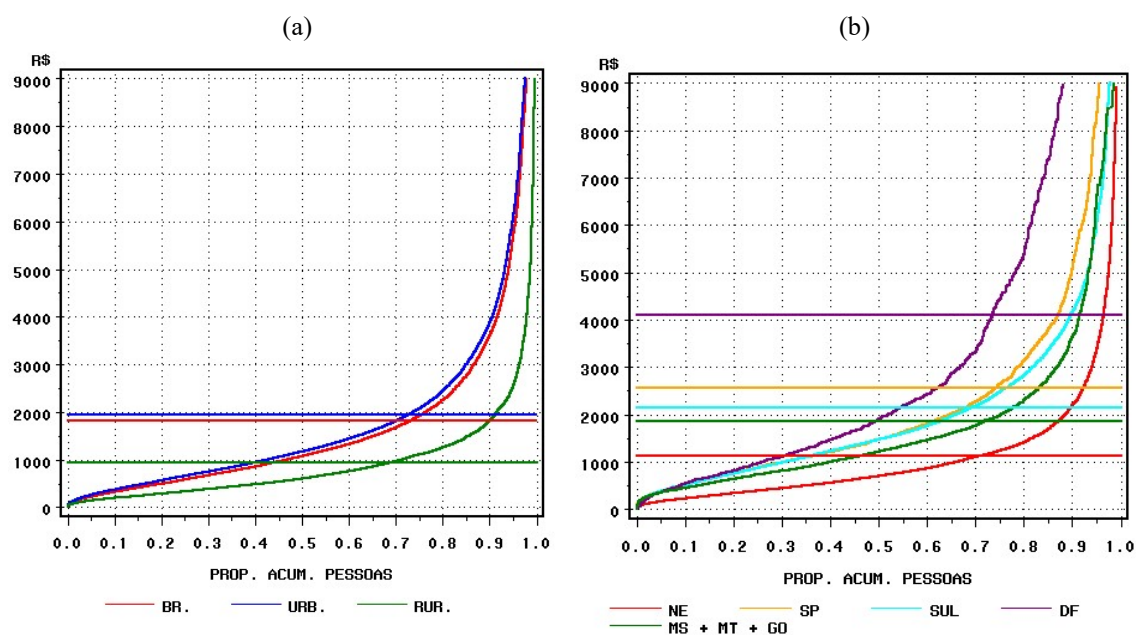 (a)
R$
9000
8000
7000
6000
5000
4000
3000
2000
1000
0
0.0 0.1 0.2 0.3 0.4 0.5 0.6 0.7 0.8 0.9 1.0
PROP. ACUM. PESSOAS
BR. URB. RUR.
(b)
R$
9000
8000
7000
6000
5000
4000
3000
2000
1000
0
0.0 0.1 0.2 0.3 0.4 0.5 0.6 0.7 0.8 0.9 1.0
PROP. ACUM. PESSOAS
NE SP SUL DF
MS + MT + GO